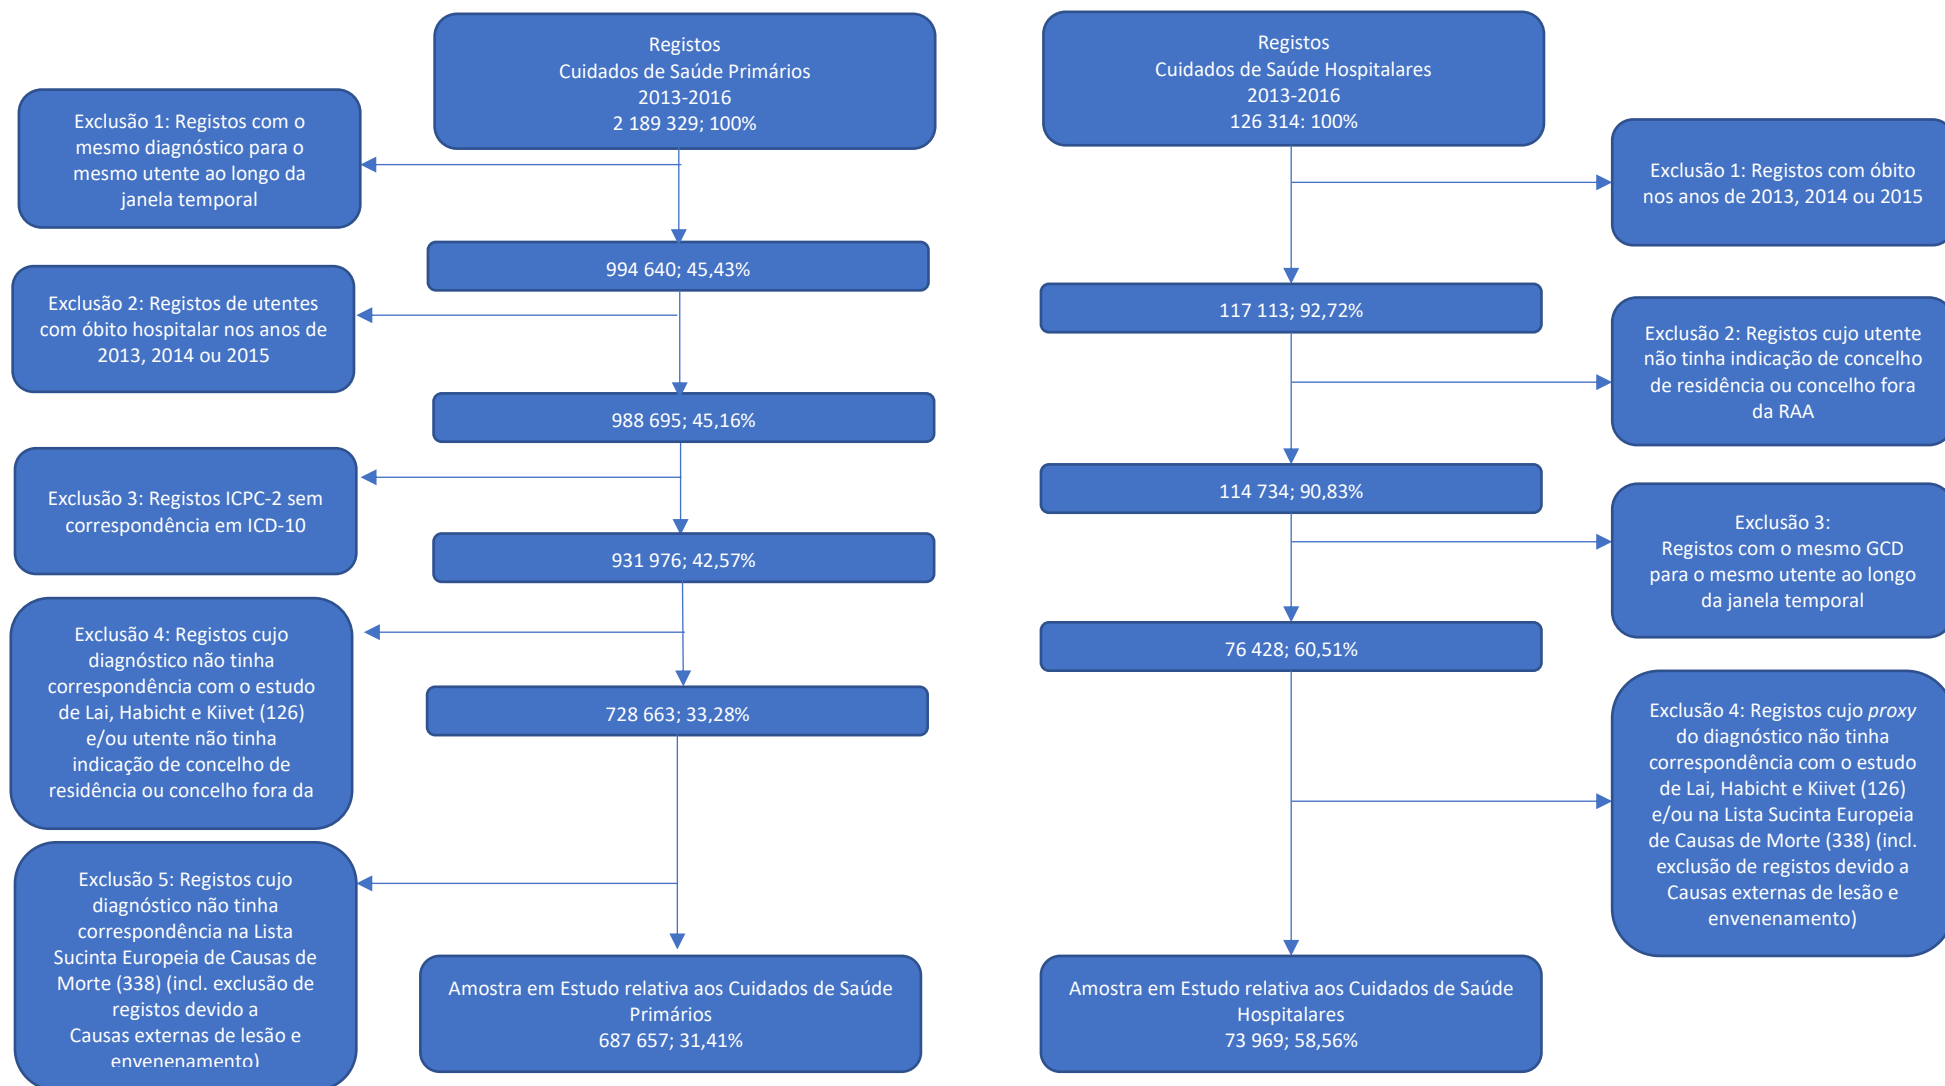 Registos
Cuidados de Saúde Primários
2013-2016
2 189 329; 100%
Exclusão 1: Registos com o
mesmo diagnóstico para o
mesmo utente ao longo da
janela temporal
994 640; 45,43%
Exclusão 2: Registos de utentes
com óbito hospitalar nos anos de
2013, 2014 ou 2015
988 695; 45,16%
Exclusão 3: Registos ICPC-2 sem
correspondência em ICD-10
931 976; 42,57%
Exclusão 4: Registos cujo
diagnóstico não tinha
correspondência com o estudo
de Lai, Habicht e Kiivet (126)
e/ou utente não tinha
indicação de concelho de
residência ou concelho fora da
728 663; 33,28%
Exclusão 5: Registos cujo
diagnóstico não tinha
correspondência na Lista
Sucinta Europeia de Causas de
Morte (338) (incl. exclusão de
registos devido a
Causas externas de lesão e
envenenamento)
Amostra em Estudo relativa aos Cuidados de Saúde
Primários
687 657; 31,41%
Registos
Cuidados de Saúde Hospitalares
2013-2016
126 314: 100%
Exclusão 1: Registos com óbito
nos anos de 2013, 2014 ou 2015
117 113; 92,72%
Exclusão 2: Registos cujo utente
não tinha indicação de concelho
de residência ou concelho fora
da RAA
114 734; 90,83%
Exclusão 3:
Registos com o mesmo GCD
para o mesmo utente ao longo
da janela temporal
76 428; 60,51%
Exclusão 4: Registos cujo proxy
do diagnóstico não tinha
correspondência com o estudo
de Lai, Habicht e Kiivet (126)
e/ou na Lista Sucinta Europeia
de Causas de Morte (338) (incl.
exclusão de registos devido a
Causas externas de lesão e
envenenamento)
Amostra em Estudo relativa aos Cuidados de Saúde
Hospitalares
73 969; 58,56%